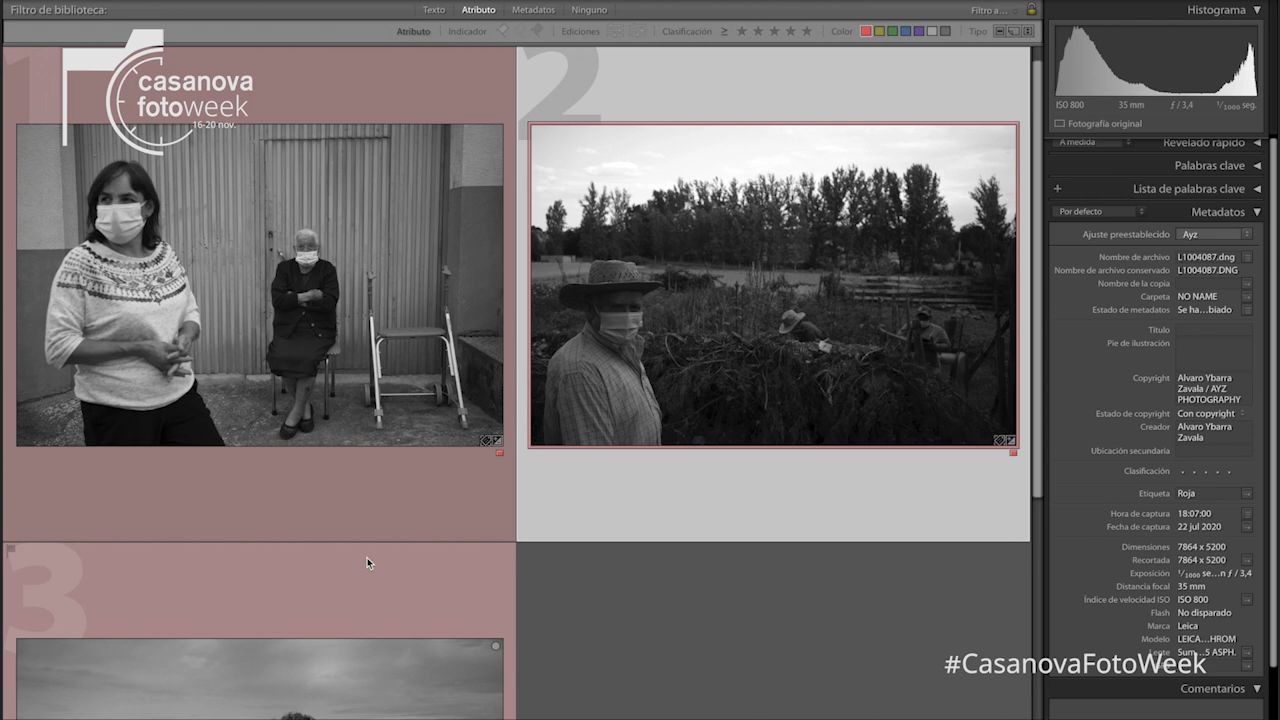 Filtro de biblioteca:
Texto Atributo Metadatos Ninguno
Filtro a...
Atributo Indicador Ediciones Clasificación ≥ ★ ★ ★ ★ ★ Color Tipo
1
casanova
fotoweek
16-20 nov.
2
3
Histograma
ISO 800 35 mm ƒ / 3,4 1/1000 seg.
Fotografía original
A medida Revelado rápido
Palabras clave
+ Lista de palabras clave
Por defecto Metadatos
Ajuste preestablecido Ayz
Nombre de archivo L1004087.dng
Nombre de archivo conservado L1004087.DNG
Nombre de la copia
Carpeta NO NAME
Estado de metadatos Se ha...biado
Título
Pie de ilustración
Copyright Alvaro Ybarra
Zavala / AYZ
PHOTOGRAPHY
Estado de copyright Con copyright
Creador Alvaro Ybarra
Zavala
Ubicación secundaria
Clasificación . . . . .
Etiqueta Roja
Hora de captura 18:07:00
Fecha de captura 22 jul 2020
Dimensiones 7864 x 5200
Recortada 7864 x 5200
Exposición 1/1000 se...n ƒ / 3,4
Distancia focal 35 mm
Índice de velocidad ISO ISO 800
Flash No disparado
Marca Leica
Modelo LEICA...HROM
Lente Sum...5 ASPH.
#CasanovaFotoWeek
Comentarios